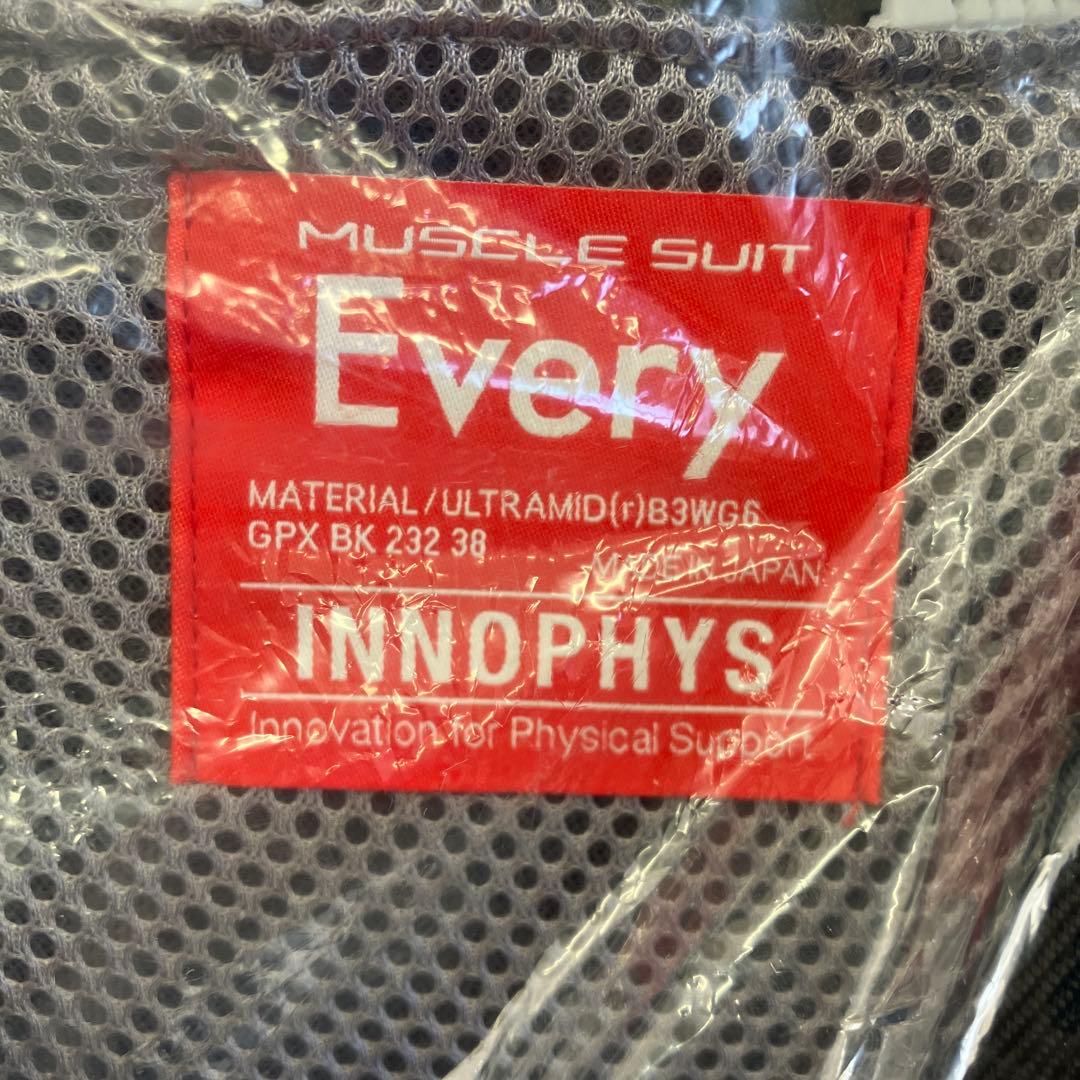 MUSCLE SUIT
Every
MATERIAL/ULTRAMID(r)B3WG6
GPX BK 232 38
MADE IN JAPAN
INNOPHYS
Innovation for Physical Support